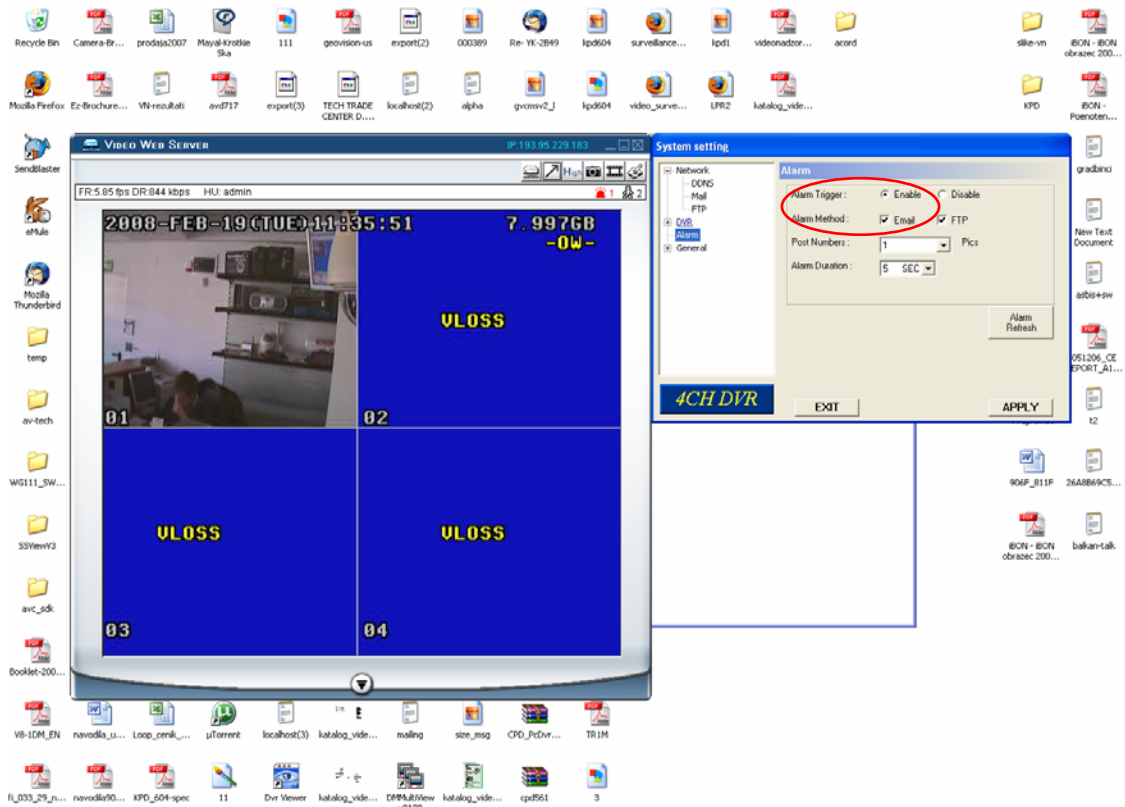 Recycle Bin
Camera-Br...
prodaja2007
Mayal-Krotkie
Ska
111
geovision-us
export(2)
000389
Re- YK-2B49
kpd604
surveillance...
kpd1
videonadzor...
acord
slike-vn
iBON - iBON
obrazec 200...
Mozilla Firefox
Ez-Brochure...
VN-rezultati
avd717
export(3)
TECH TRADE
CENTER D....
localhost(2)
alpha
gvcmsv2_l
kpd604
video_surve...
LPR2
katalog_vide...
KPD
iBON -
Poenoten...
SendBlaster
eMule
Mozilla
Thunderbird
temp
av-tech
WG111_SW...
SSViewV3
avc_sdk
Booklet-200...
VIDEO WEB SERVER
IP:193.95.229.183
High
FR:5.85 fps DR:844 kbps HU: admin
1
2
2008-FEB-19(TUE)11:35:51
7.997GB
-OW-
VLOSS
01
02
VLOSS
VLOSS
03
04
System setting
Network
DDNS
Mail
FTP
DVR
Alarm
General
Alarm
Alarm Trigger :
Enable
Disable
Alarm Method :
Email
FTP
Post Numbers :
1
Pics
Alarm Duration :
5 SEC
Alarm
Refresh
4CH DVR
EXIT
APPLY
gradbinci
New Text
Document
asbis+sw
051206_CE
EPORT_A1...
t2
906F_811F
26A8B69C5...
iBON - iBON
obrazec 200...
balkan-talk
V8-1DM_EN
navodila_u...
Loop_cenik_...
µTorrent
localhost(3)
katalog_vide...
mailing
size_msg
CPD_PcDvr...
TR1M
fi_033_29_n...
navodila90...
KPD_604-spec
11
Dvr Viewer
katalog_vide...
DMMultiView
katalog_vide...
cpd561
3